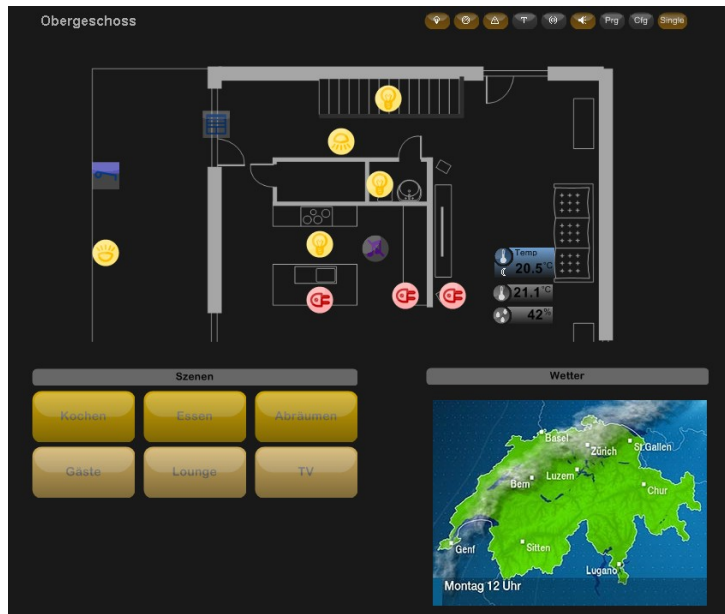 Obergeschoss
T
Prg
Cfg
Single
Temp
20.5°C
21.1°C
42%
Szenen
Wetter
Kochen
Essen
Abräumen
Gäste
Lounge
TV
Basel
Zürich
St.Gallen
Bern
Luzern
Chur
Genf
Sitten
Lugano
Montag 12 Uhr